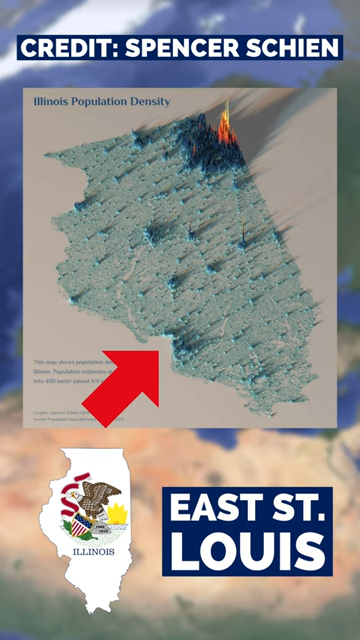 CREDIT: SPENCER SCHIEN
Illinois Population Density
This map shows population de
Illinois. Population estimates a
into 400 meter (about 1/4
ILLINOIS
EAST ST.
LOUIS